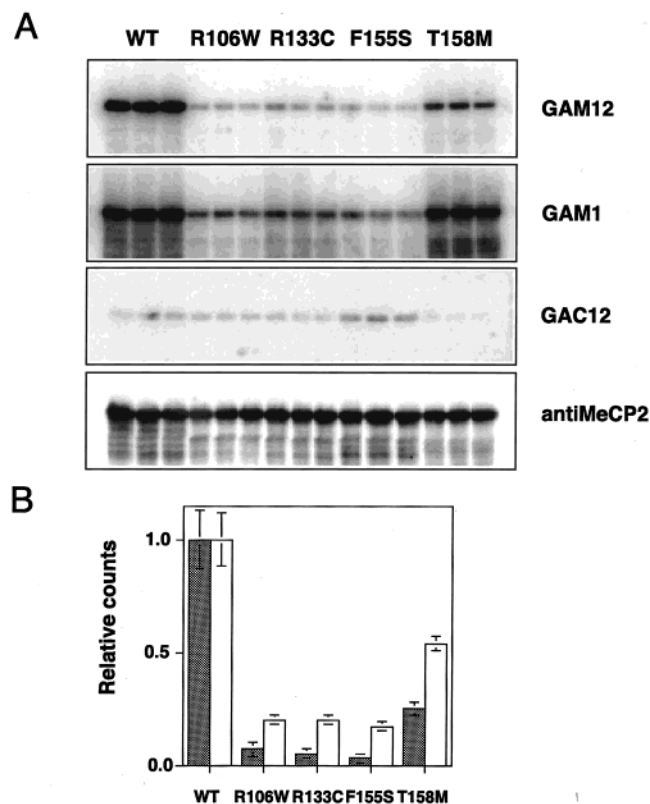 A
WT R106W R133C F155S T158M
GAM12
GAM1
GAC12
antiMeCP2
B
Relative counts
1.0
0.5
0.0
WT R106W R133C F155S T158M